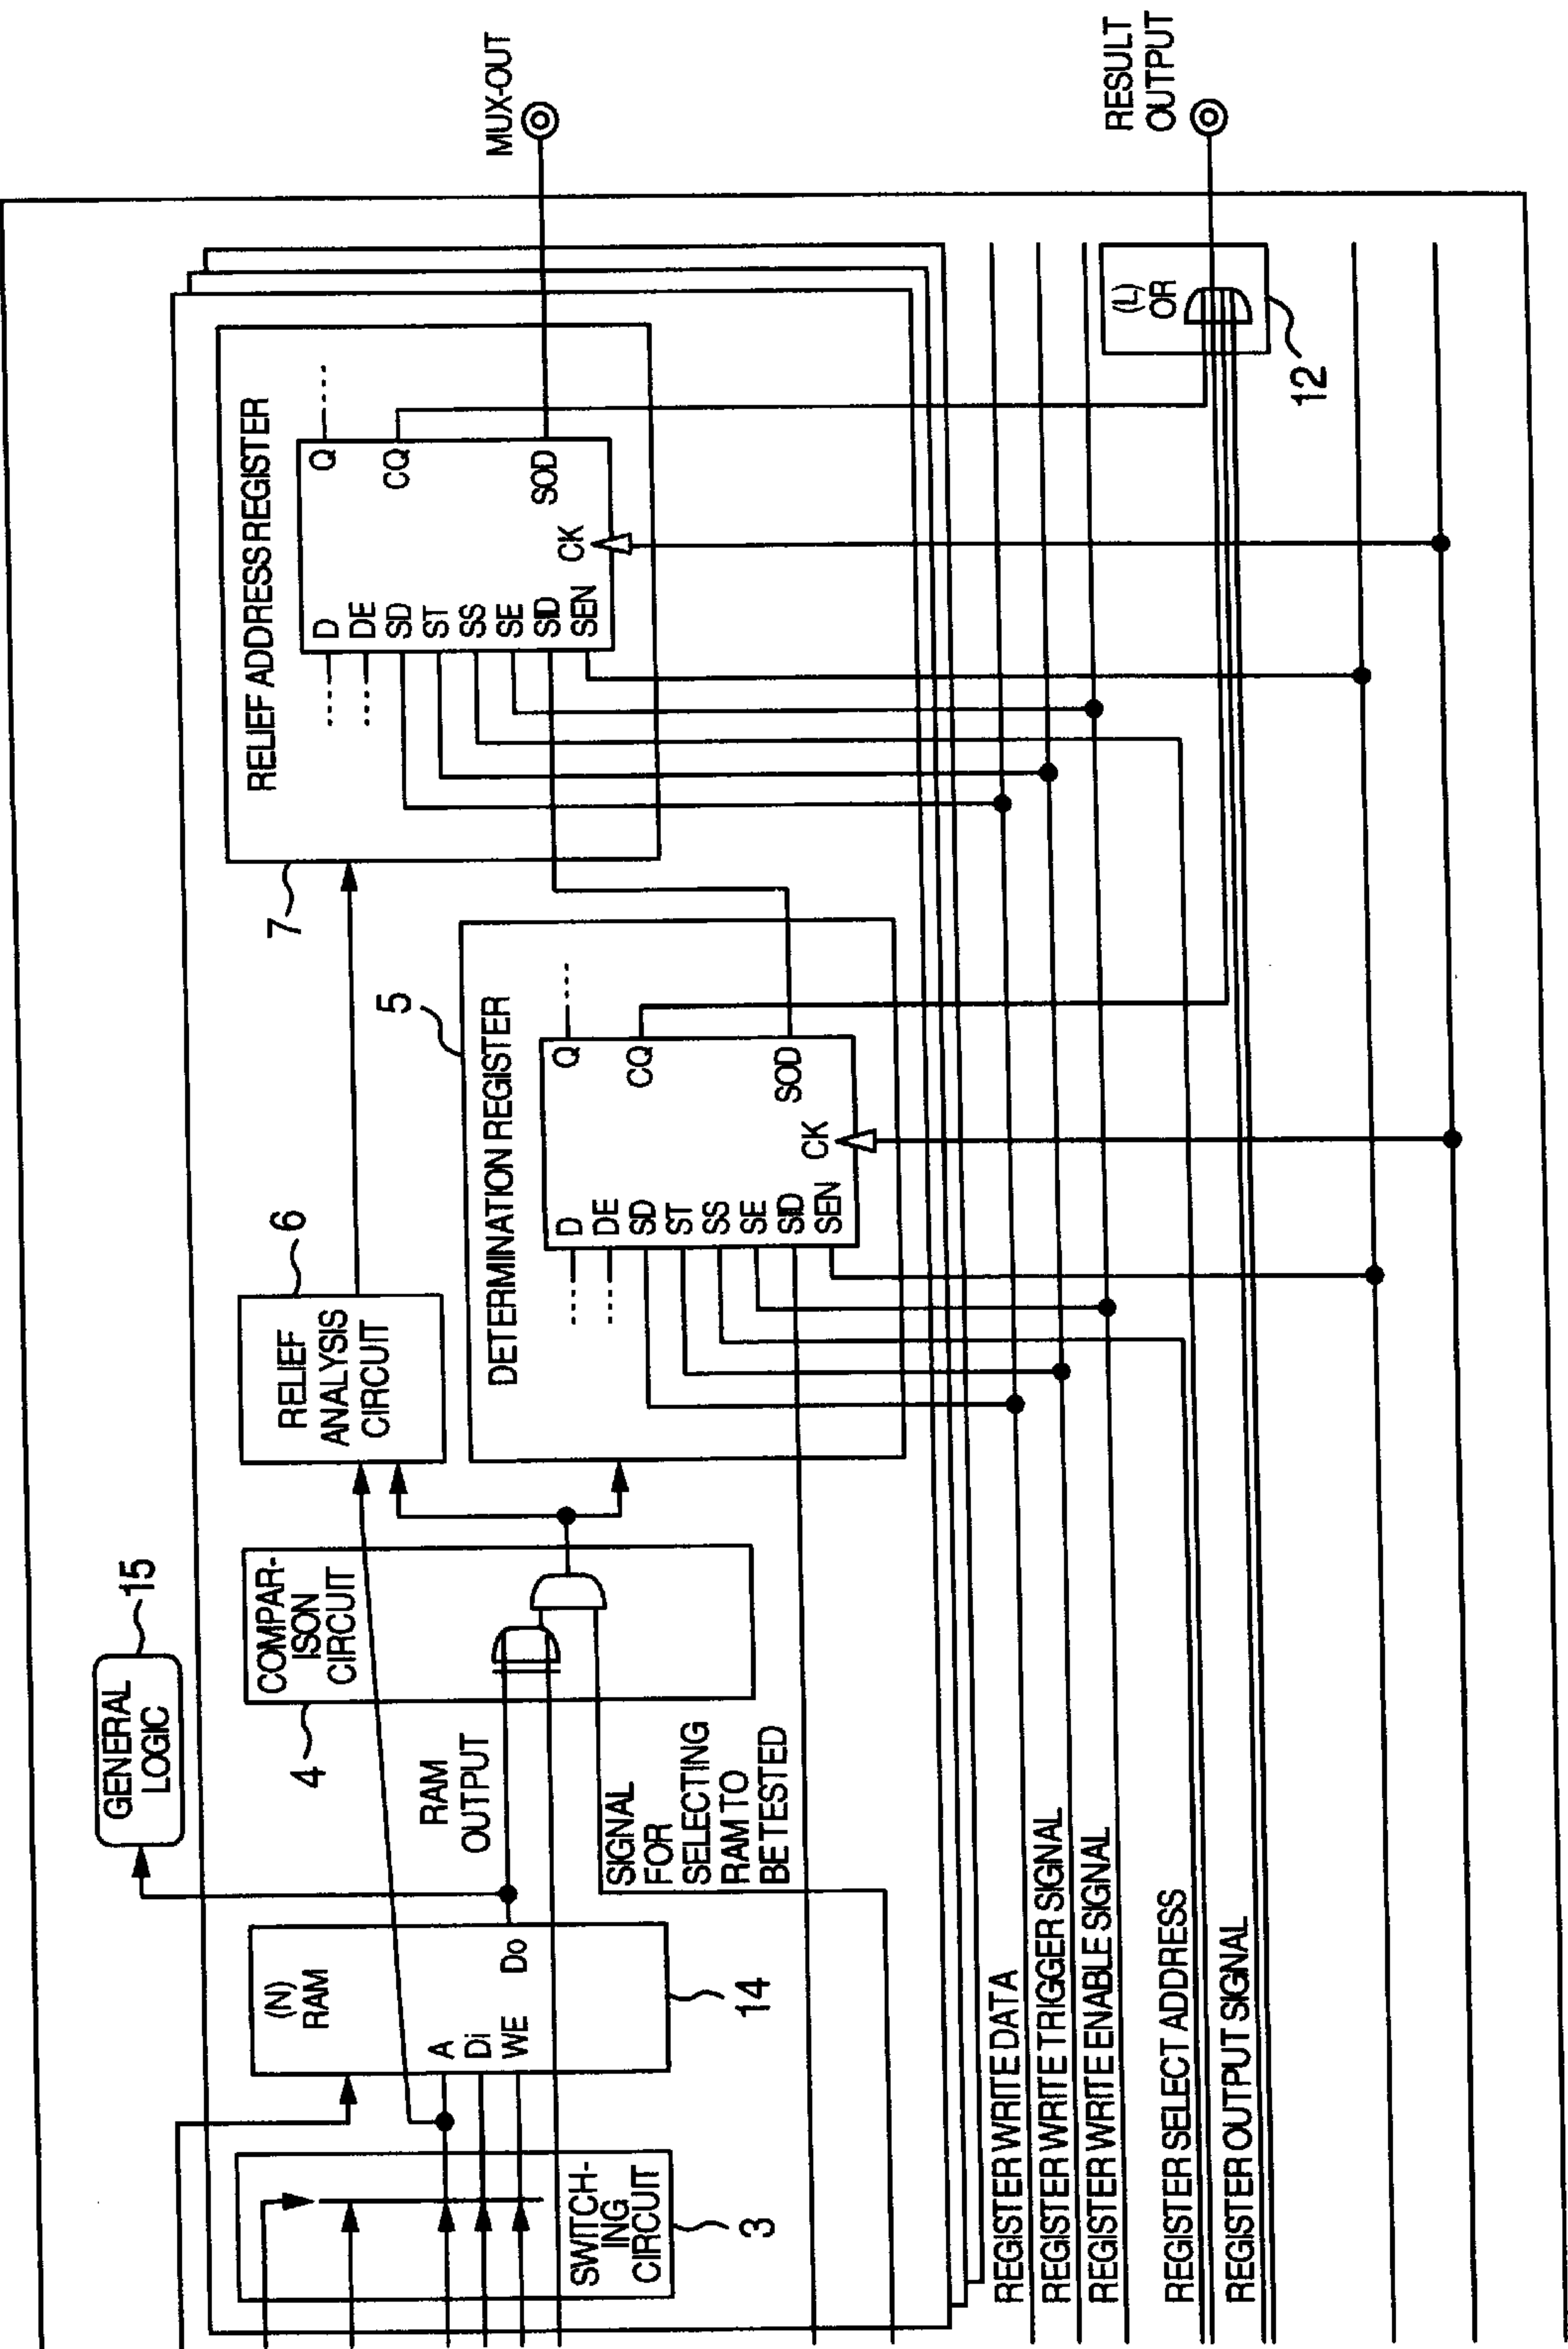 MUX-OUT
RESULT
OUTPUT
GENERAL
LOGIC
15
SWITCH-
ING
CIRCUIT
3
(N)
RAM
A
Di
WE
Do
14
RAM
OUTPUT
SIGNAL
FOR
SELECTING
RAM TO
BE TESTED
COMPAR-
ISON
CIRCUIT
4
RELIEF
ANALYSIS
CIRCUIT
6
DETERMINATION REGISTER
5
D
DE
SD
ST
SS
SE
SID
SEN
Q
CQ
SOD
CK
RELIEF ADDRESS REGISTER
7
D
DE
SD
ST
SS
SE
SID
SEN
Q
CQ
SOD
CK
REGISTER WRITE DATA
REGISTER WRITE TRIGGER SIGNAL
REGISTER WRITE ENABLE SIGNAL
REGISTER SELECT ADDRESS
REGISTER OUTPUT SIGNAL
(L)
OR
12